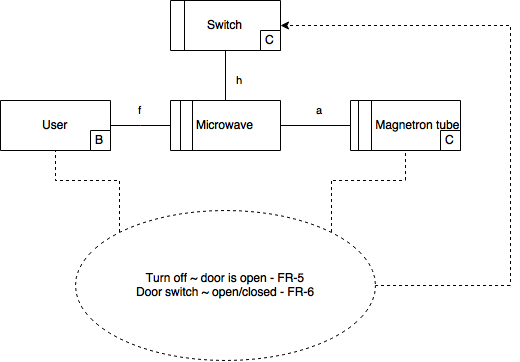 Switch
C
h
f
a
User
B
Microwave
Magnetron tube
C
Turn off ~ door is open - FR-5
Door switch ~ open/closed - FR-6